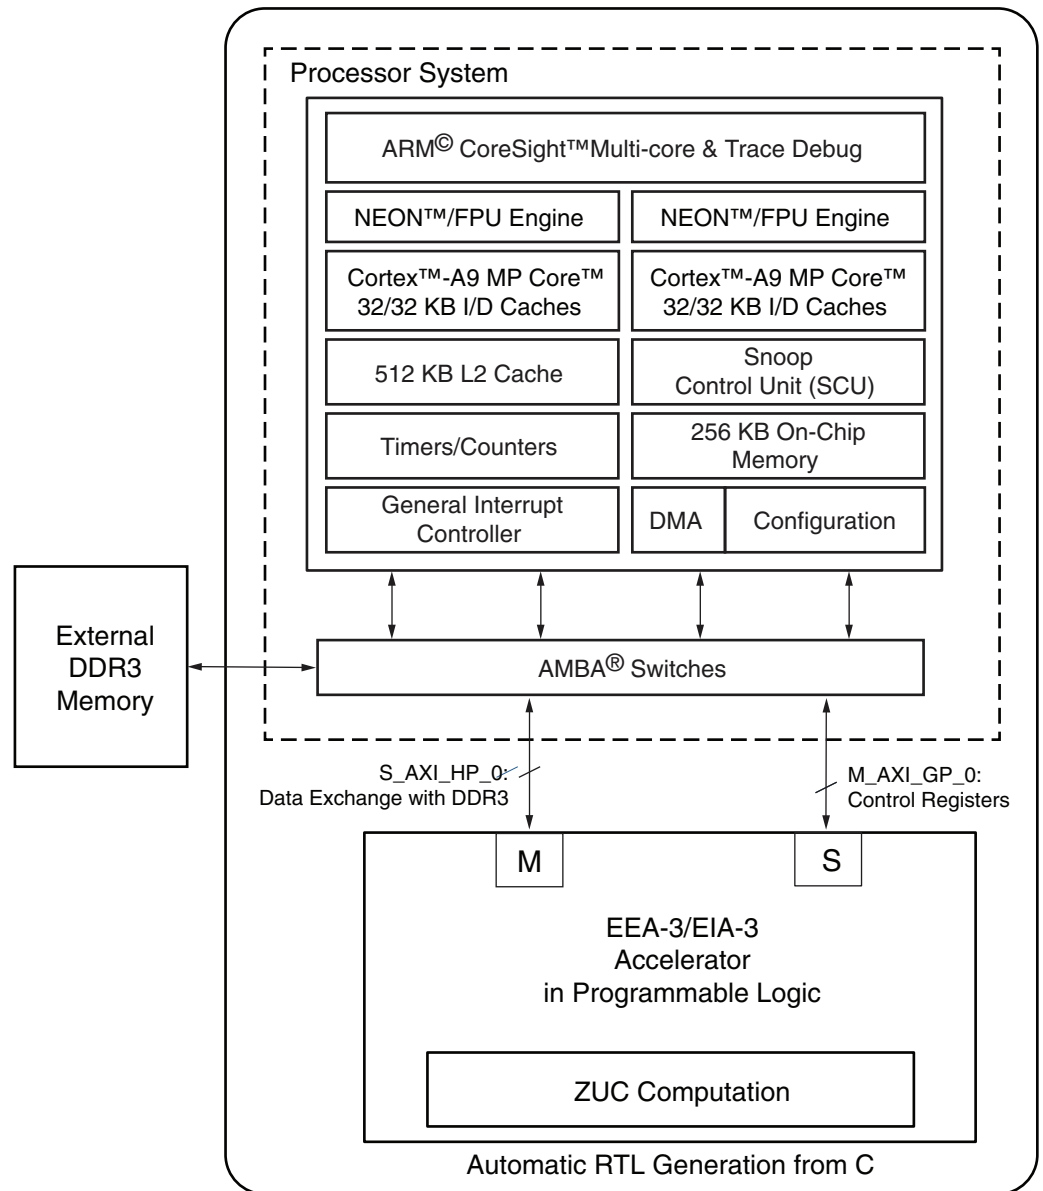 Processor System
ARM© CoreSight™Multi-core & Trace Debug
NEON™/FPU Engine
NEON™/FPU Engine
Cortex™-A9 MP Core™
32/32 KB I/D Caches
Cortex™-A9 MP Core™
32/32 KB I/D Caches
512 KB L2 Cache
Snoop
Control Unit (SCU)
Timers/Counters
256 KB On-Chip
Memory
General Interrupt
Controller
DMA
Configuration
External
DDR3
Memory
AMBA® Switches
S_AXI_HP_0:
Data Exchange with DDR3
M_AXI_GP_0:
Control Registers
M
S
EEA-3/EIA-3
Accelerator
in Programmable Logic
ZUC Computation
Automatic RTL Generation from C